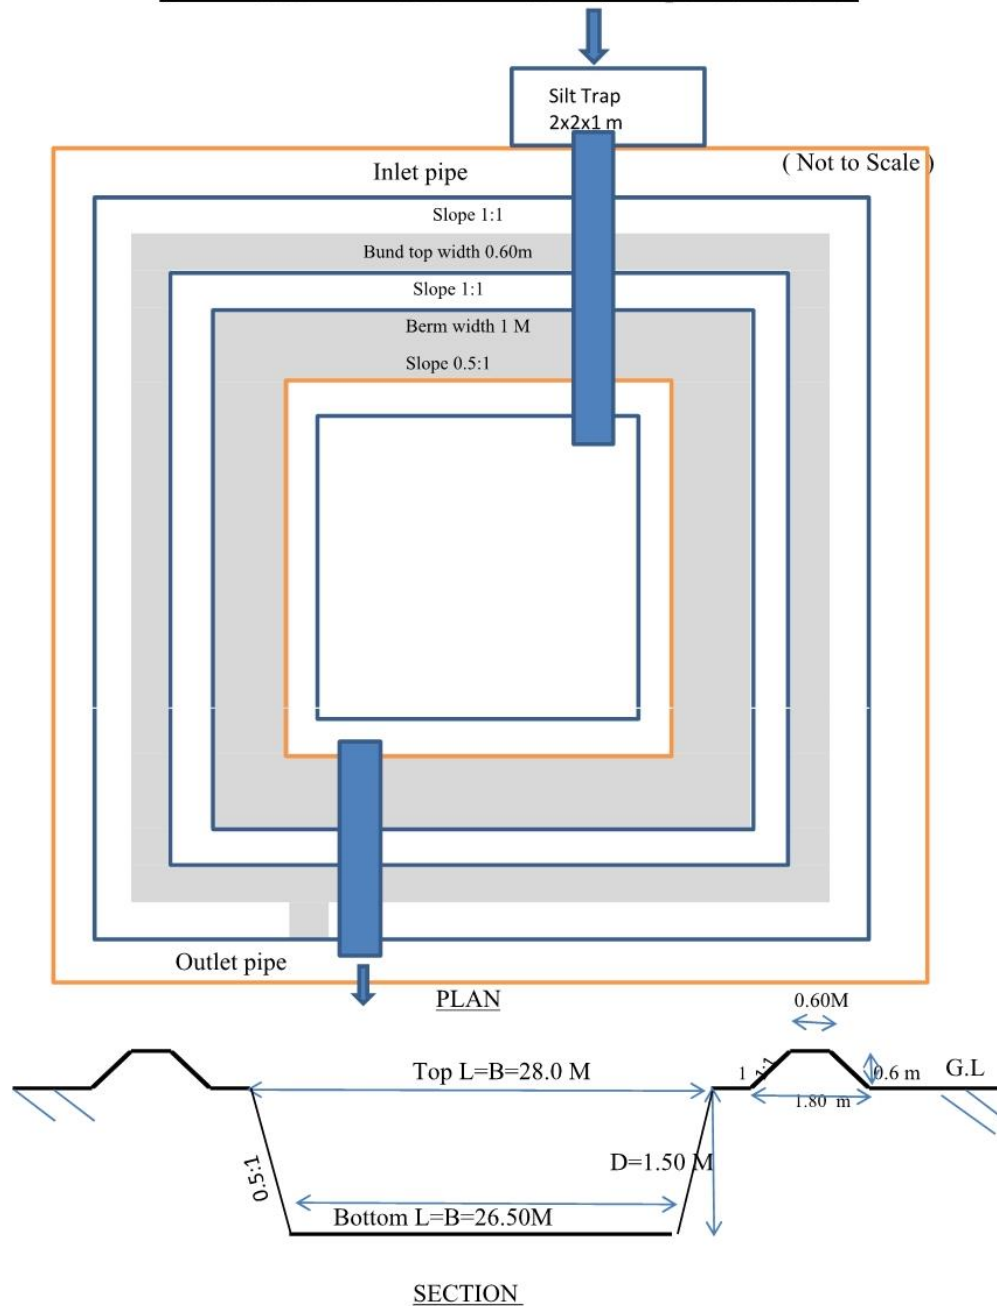 Silt Trap
2x2x1 m
( Not to Scale )
Inlet pipe
Slope 1:1
Bund top width 0.60m
Slope 1:1
Berm width 1 M
Slope 0.5:1
Outlet pipe
PLAN
0.60M
Top L=B=28.0 M
1
1:1
0.6 m
G.L
1.80 m
0.5:1
D=1.50 M
Bottom L=B=26.50M
SECTION